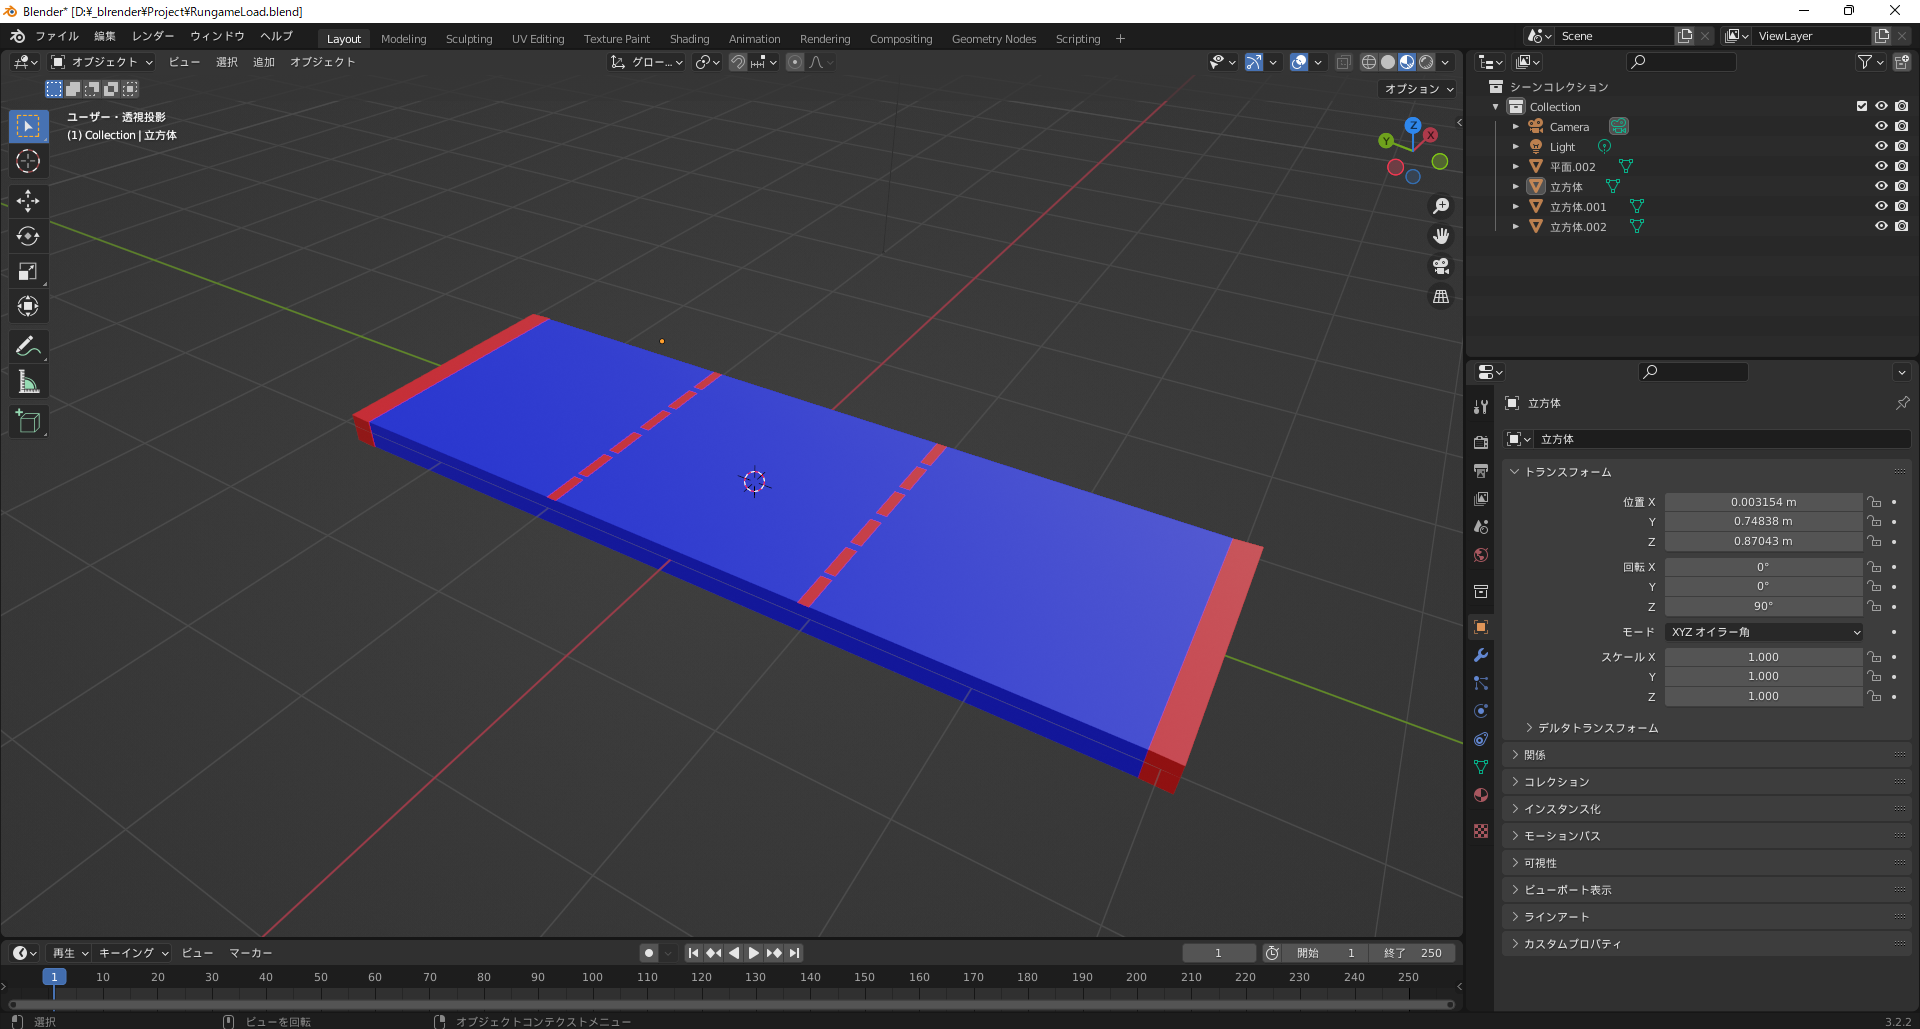 Blender* [D:¥_blrender¥Project¥RungameLoad.blend]
ファイル 編集 レンダー ウィンドウ ヘルプ Layout Modeling Sculpting UV Editing Texture Paint Shading Animation Rendering Compositing Geometry Nodes Scripting + Scene ViewLayer
オブジェクト ビュー 選択 追加 オブジェクト グロー...
オプション
ユーザー・透視投影
(1) Collection | 立方体
Z
X
Y
シーンコレクション
Collection
Camera
Light
平面.002
立方体
立方体.001
立方体.002
立方体
立方体
トランスフォーム
位置 X 0.003154 m
Y 0.74838 m
Z 0.87043 m
回転 X 0°
Y 0°
Z 90°
モード XYZ オイラー角
スケール X 1.000
Y 1.000
Z 1.000
デルタトランスフォーム
関係
コレクション
インスタンス化
モーションパス
可視性
ビューポート表示
ラインアート
カスタムプロパティ
再生 キーイング ビュー マーカー 1 開始 1 終了 250
1 10 20 30 40 50 60 70 80 90 100 110 120 130 140 150 160 170 180 190 200 210 220 230 240 250
選択 ビューを回転 オブジェクトコンテクストメニュー 3.2.2